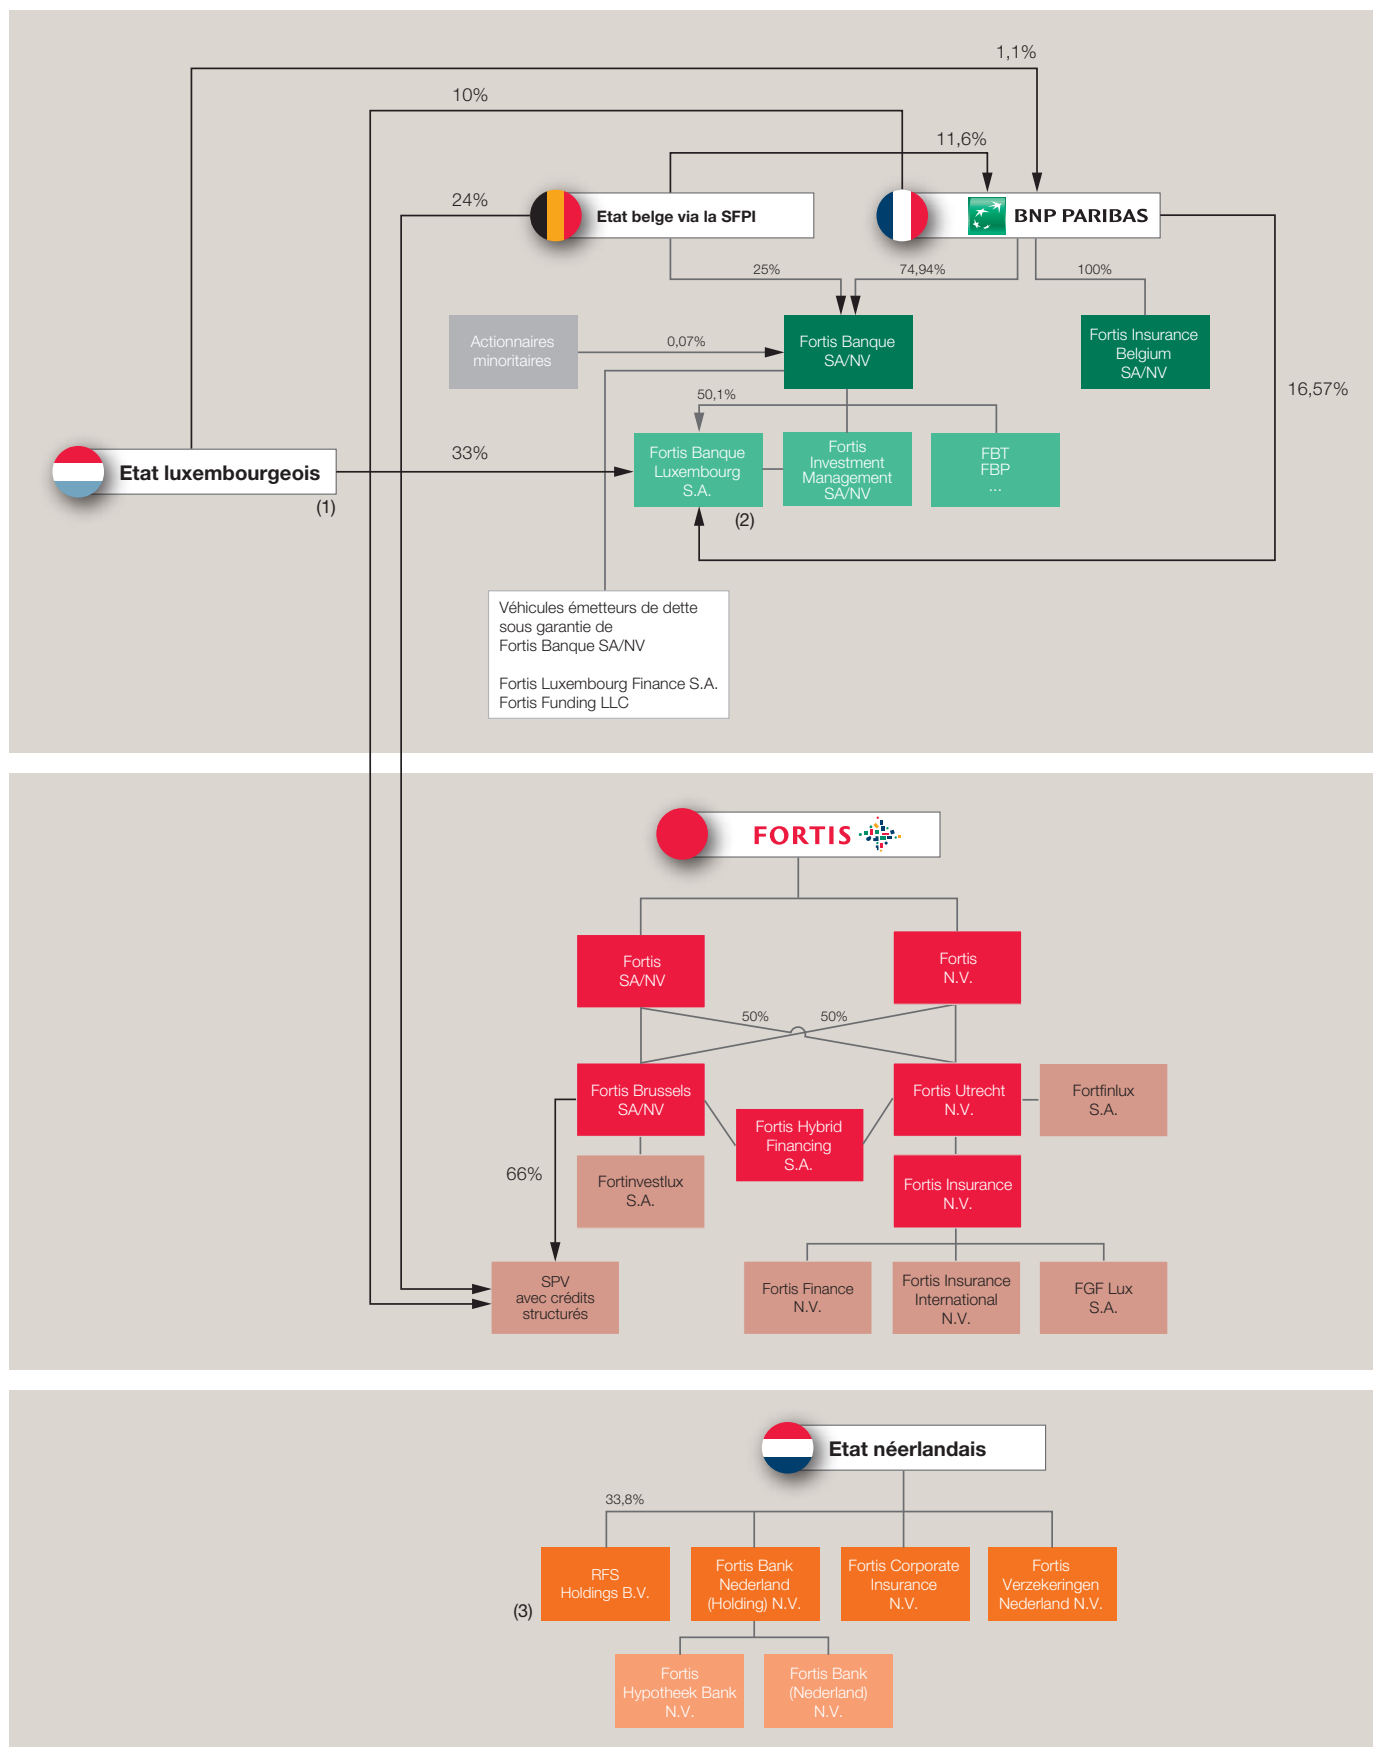 1,1%
10%
11,6%
24%
Etat belge via la SFPI
BNP PARIBAS
25%
74,94%
100%
Actionnaires
minoritaires
0,07%
Fortis Banque
SA/NV
Fortis Insurance
Belgium
SA/NV
16,57%
50,1%
Etat luxembourgeois
(1)
33%
Fortis Banque
Luxembourg
S.A.
(2)
Fortis
Investment
Management
SA/NV
FBT
FBP
...
Véhicules émetteurs de dette
sous garantie de
Fortis Banque SA/NV
Fortis Luxembourg Finance S.A.
Fortis Funding LLC
FORTIS
Fortis
SA/NV
Fortis
N.V.
50%
50%
Fortis Brussels
SA/NV
Fortis Hybrid
Financing
S.A.
Fortis Utrecht
N.V.
Fortfinlux
S.A.
66%
Fortinvestlux
S.A.
Fortis Insurance
N.V.
SPV
avec crédits
structurés
Fortis Finance
N.V.
Fortis Insurance
International
N.V.
FGF Lux
S.A.
Etat néerlandais
33,8%
RFS
Holdings B.V.
(3)
Fortis Bank
Nederland
(Holding) N.V.
Fortis Corporate
Insurance
N.V.
Fortis
Verzekeringen
Nederland N.V.
Fortis
Hypotheek Bank
N.V.
Fortis Bank
(Nederland)
N.V.